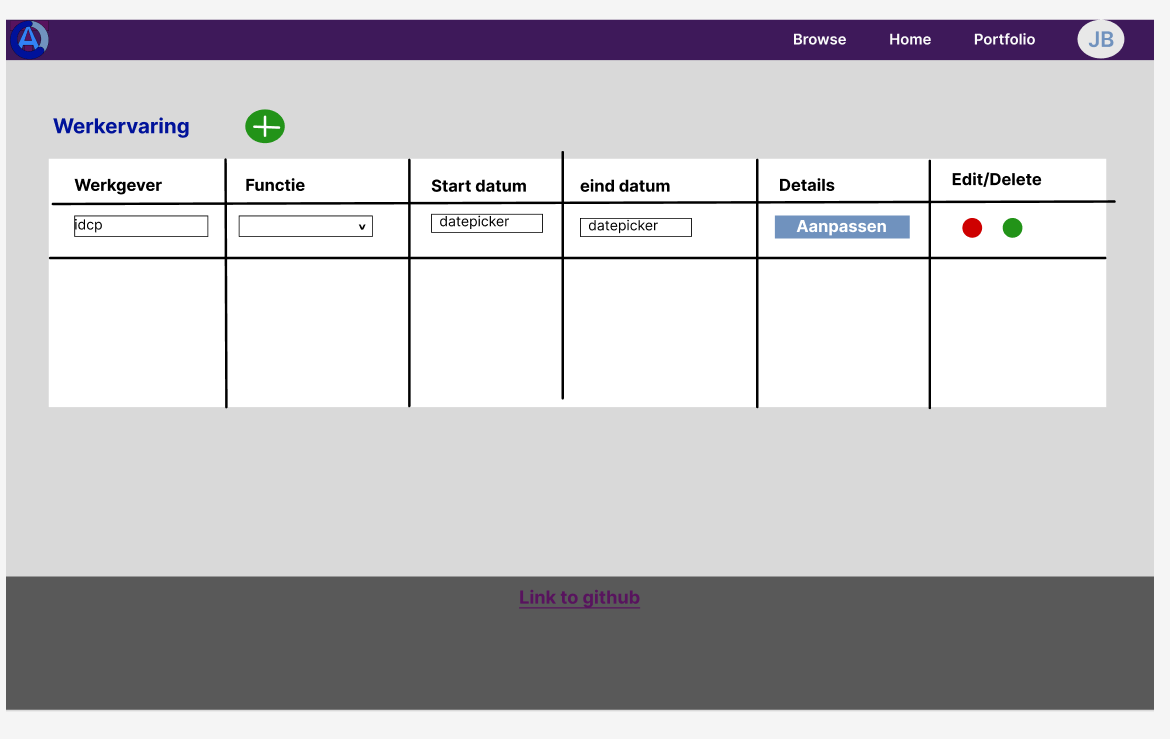 A
Browse Home Portfolio JB
Werkervaring
Werkgever Functie Start datum eind datum Details Edit/Delete
idcp v datepicker datepicker Aanpassen
Link to github